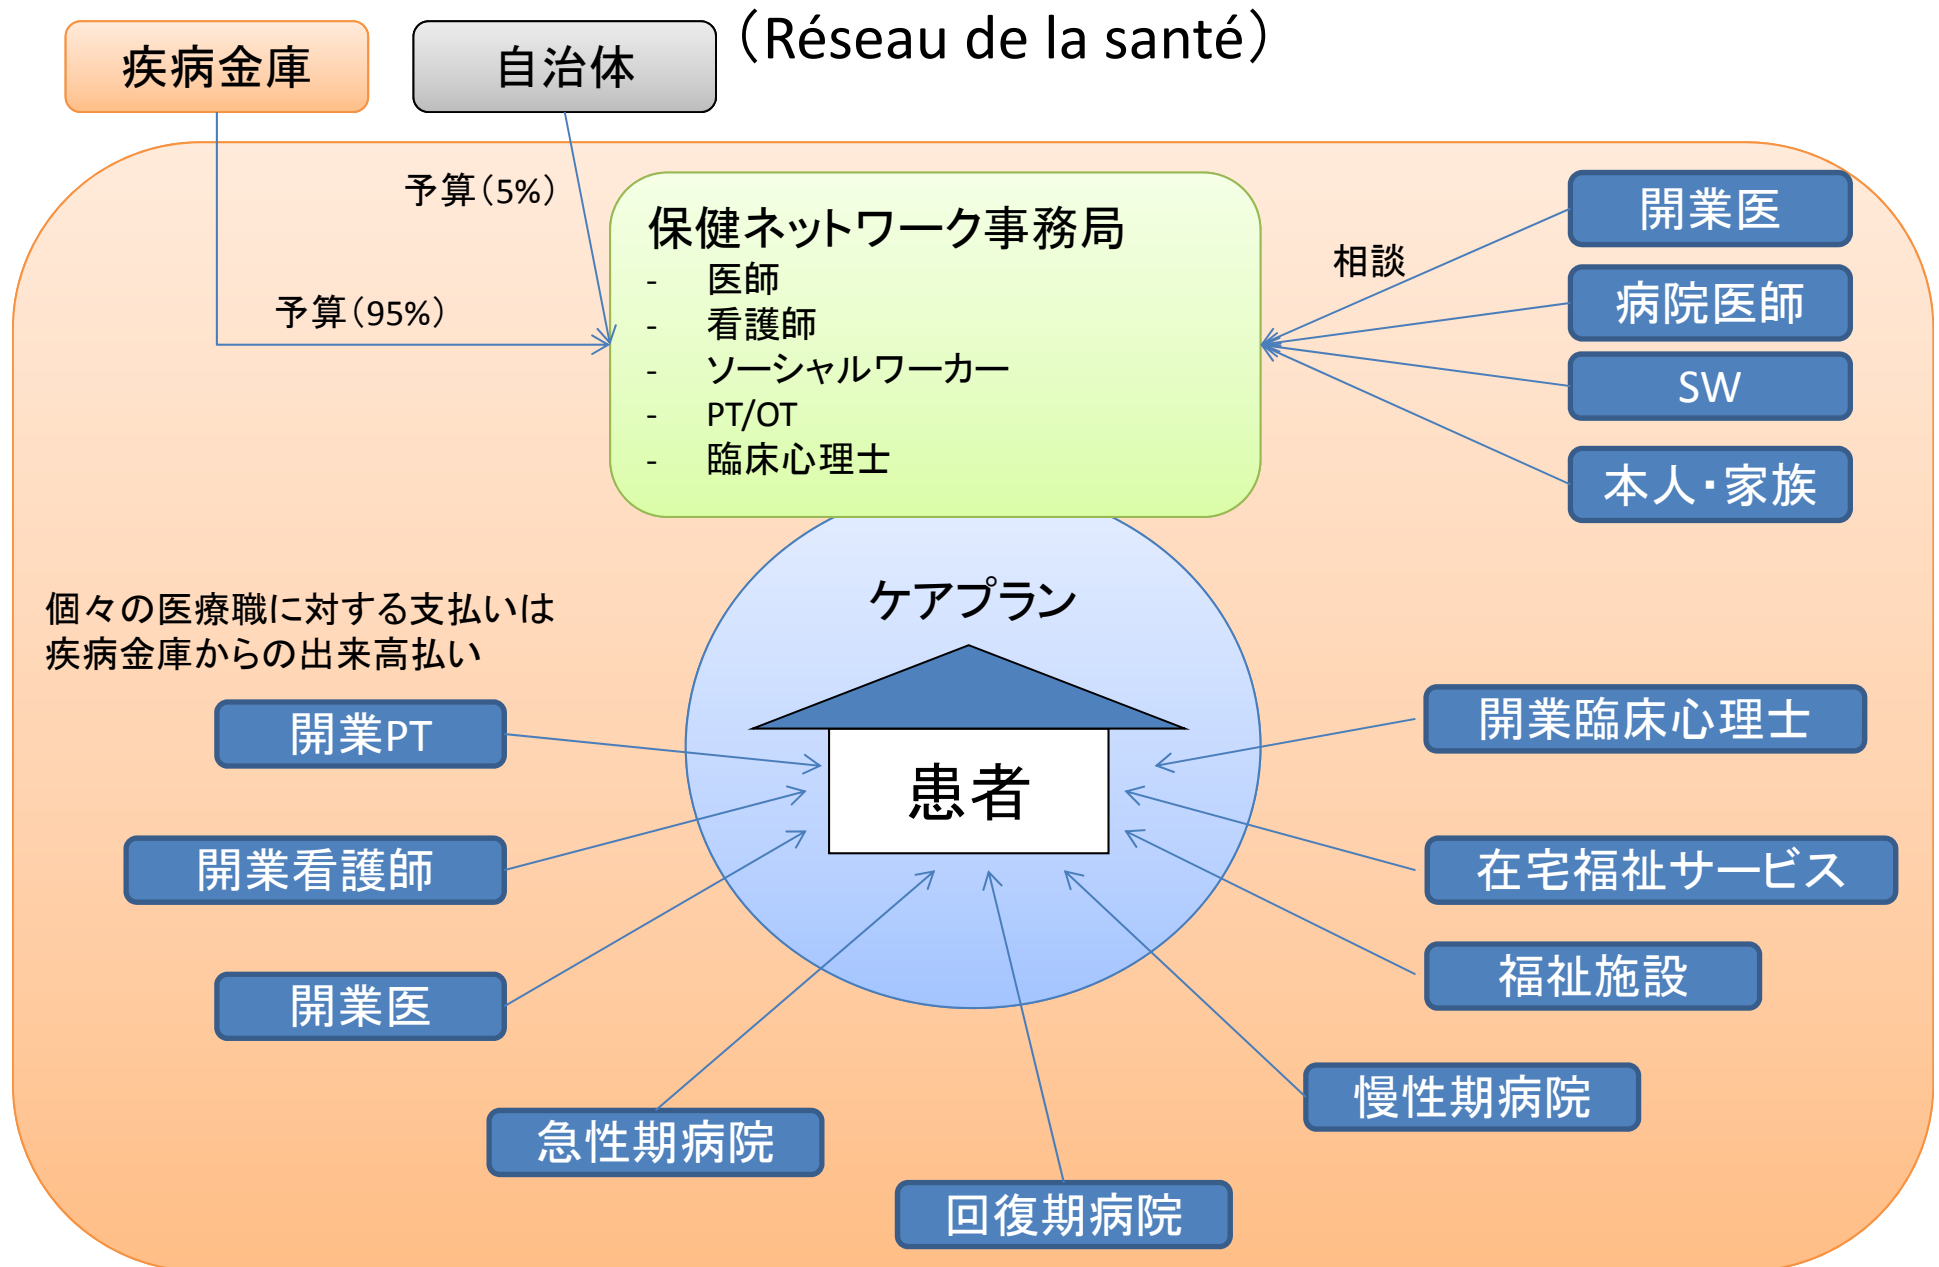 （Réseau de la santé）
疾病金庫
自治体
予算（5%）
予算（95%）
保健ネットワーク事務局
- 医師
- 看護師
- ソーシャルワーカー
- PT/OT
- 臨床心理士
相談
開業医
病院医師
SW
本人・家族
ケアプラン
患者
個々の医療職に対する支払いは
疾病金庫からの出来高払い
開業PT
開業看護師
開業医
急性期病院
回復期病院
慢性期病院
福祉施設
在宅福祉サービス
開業臨床心理士